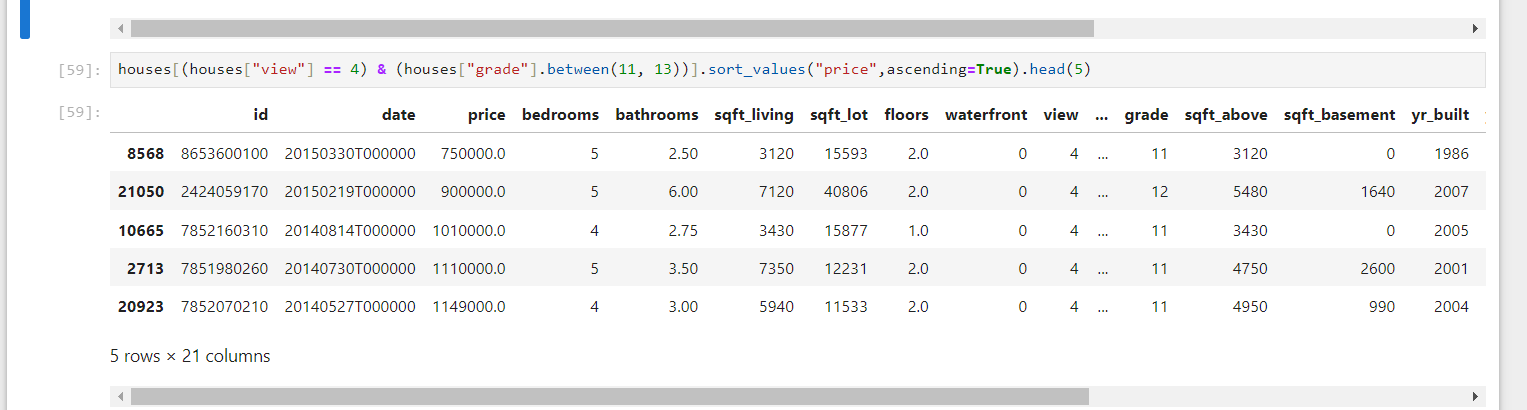 [59]: houses[(houses["view"] == 4) & (houses["grade"].between(11, 13))].sort_values("price",ascending=True).head(5)
[59]:
id date price bedrooms bathrooms sqft_living sqft_lot floors waterfront view ... grade sqft_above sqft_basement yr_built
8568 8653600100 20150330T000000 750000.0 5 2.50 3120 15593 2.0 0 4 ... 11 3120 0 1986
21050 2424059170 20150219T000000 900000.0 5 6.00 7120 40806 2.0 0 4 ... 12 5480 1640 2007
10665 7852160310 20140814T000000 1010000.0 4 2.75 3430 15877 1.0 0 4 ... 11 3430 0 2005
2713 7851980260 20140730T000000 1110000.0 5 3.50 7350 12231 2.0 0 4 ... 11 4750 2600 2001
20923 7852070210 20140527T000000 1149000.0 4 3.00 5940 11533 2.0 0 4 ... 11 4950 990 2004
5 rows × 21 columns